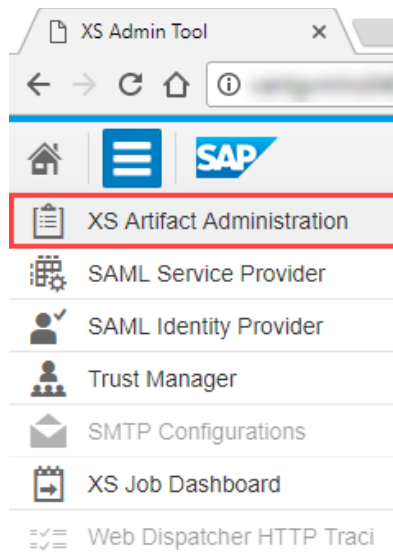 XS Admin Tool
SAP
XS Artifact Administration
SAML Service Provider
SAML Identity Provider
Trust Manager
SMTP Configurations
XS Job Dashboard
Web Dispatcher HTTP Traci